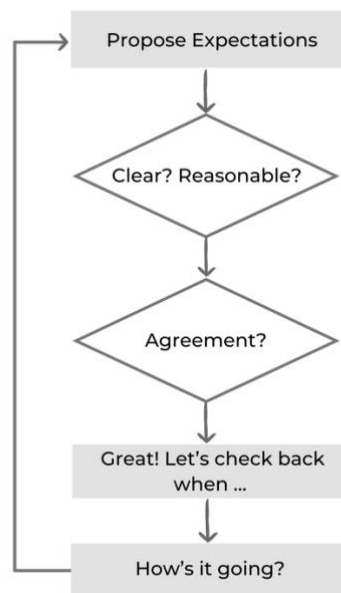 Propose Expectations
Clear? Reasonable?
Agreement?
Great! Let’s check back
when ...
How’s it going?